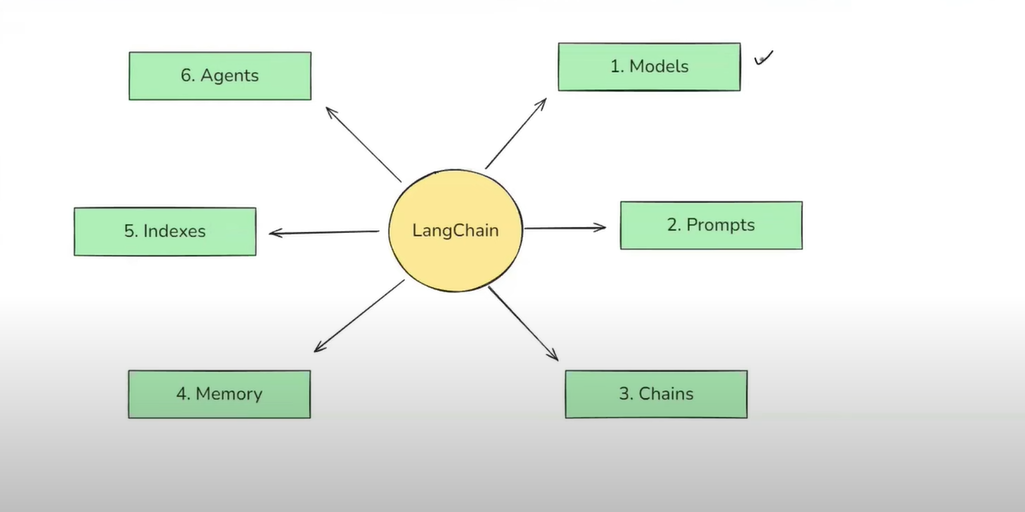 6. Agents
1. Models
5. Indexes
LangChain
2. Prompts
4. Memory
3. Chains